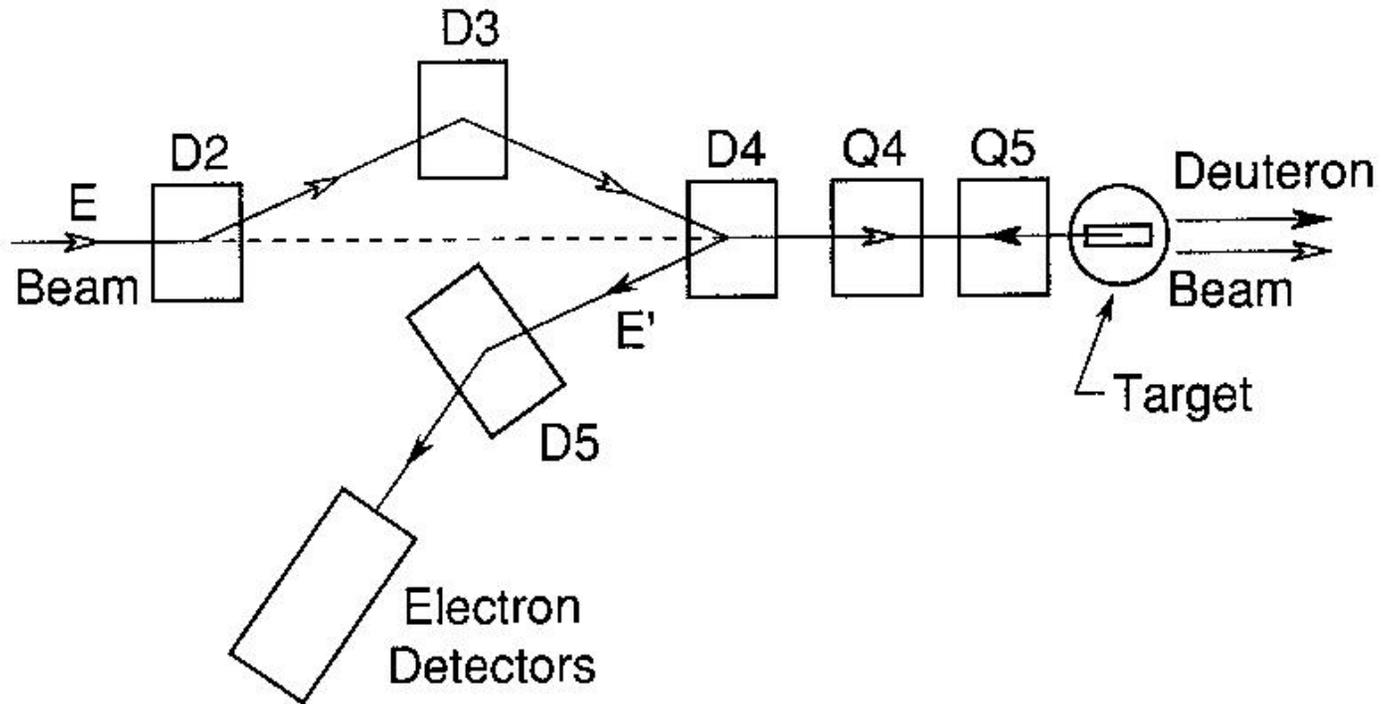 D3
D2
D4
Q4
Q5
Deuteron
E
Beam
Beam
E'
Target
D5
Electron
Detectors